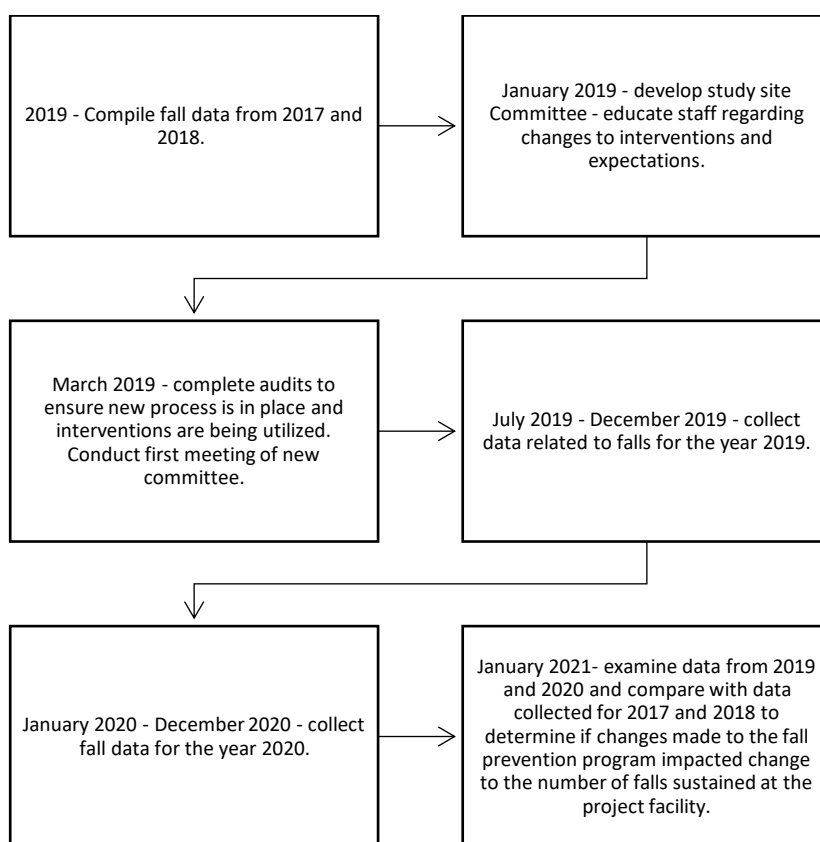 2019 - Compile fall data from 2017 and
2018.
January 2019 - develop study site
Committee - educate staff regarding
changes to interventions and
expectations.
March 2019 - complete audits to
ensure new process is in place and
interventions are being utilized.
Conduct first meeting of new
committee.
July 2019 - December 2019 - collect
data related to falls for the year 2019.
January 2020 - December 2020 - collect
fall data for the year 2020.
January 2021- examine data from 2019
and 2020 and compare with data
collected for 2017 and 2018 to
determine if changes made to the fall
prevention program impacted change
to the number of falls sustained at the
project facility.